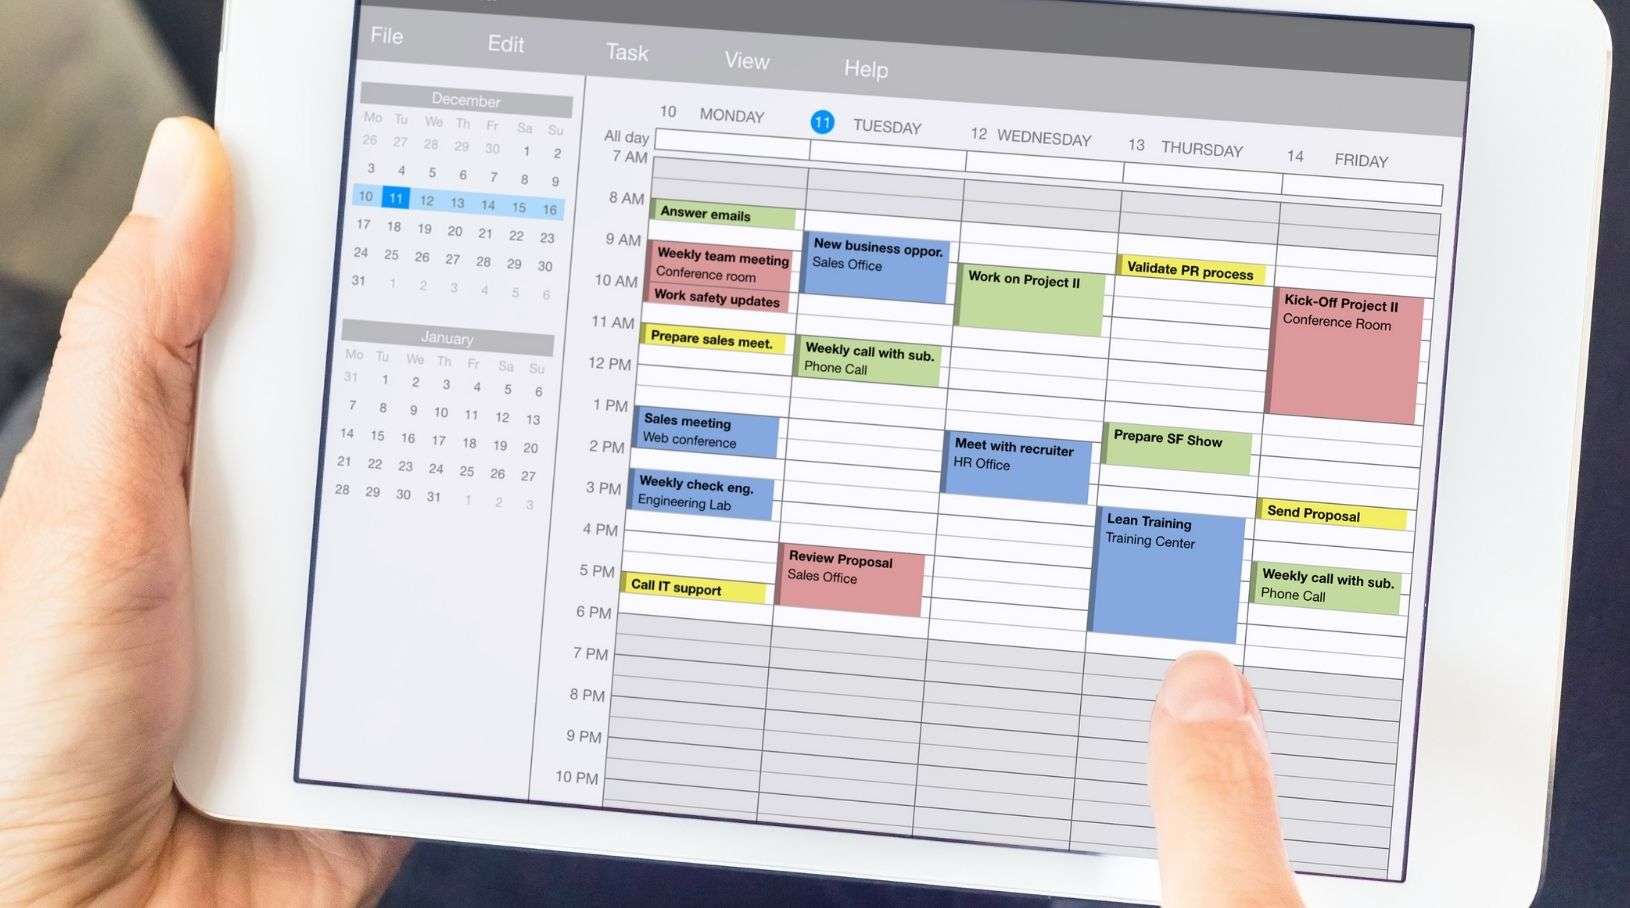 File Edit Task View Help
December
Mo Tu We Th Fr Sa Su
26 27 28 29 30 1 2
3 4 5 6 7 8 9
10 11 12 13 14 15 16
17 18 19 20 21 22 23
24 25 26 27 28 29 30
31 1 2 3 4 5 6
January
Mo Tu We Th Fr Sa Su
31 1 2 3 4 5 6
7 8 9 10 11 12 13
14 15 16 17 18 19 20
21 22 23 24 25 26 27
28 29 30 31 1 2 3
10 MONDAY 11 TUESDAY 12 WEDNESDAY 13 THURSDAY 14 FRIDAY
All day
7 AM
8 AM
9 AM
10 AM
11 AM
12 PM
1 PM
2 PM
3 PM
4 PM
5 PM
6 PM
7 PM
8 PM
9 PM
10 PM
Answer emails
Weekly team meeting
Conference room
Work safety updates
Prepare sales meet.
Sales meeting
Web conference
Weekly check eng.
Engineering Lab
Call IT support
New business oppor.
Sales Office
Weekly call with sub.
Phone Call
Review Proposal
Sales Office
Work on Project II
Meet with recruiter
HR Office
Validate PR process
Prepare SF Show
Lean Training
Training Center
Kick-Off Project II
Conference Room
Send Proposal
Weekly call with sub.
Phone Call